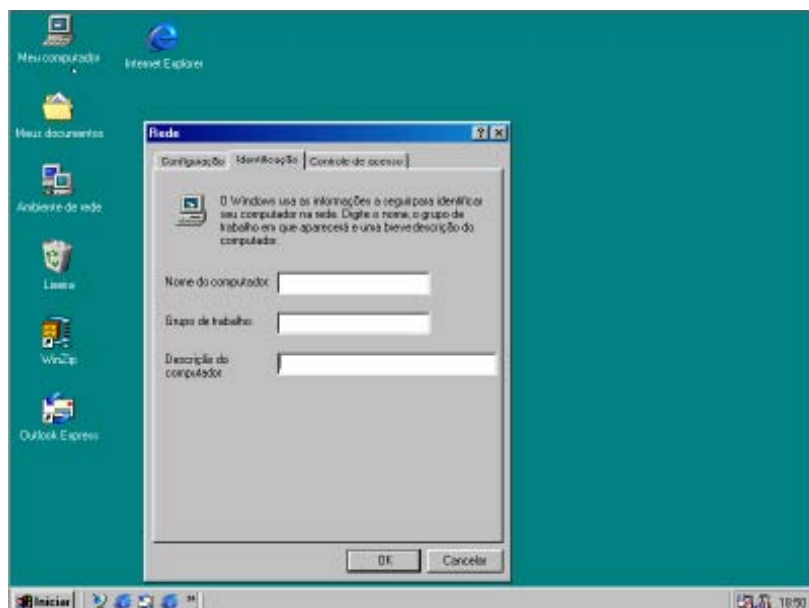 Meu computador
Internet Explorer
Meus documentos
Ambiente de rede
Lixeira
WinZip
Outlook Express
Rede
Configuração
Identificação
Controle de acesso
O Windows usa as informações a seguir para identificar
seu computador na rede. Digite o nome, o grupo de
trabalho em que aparecerá e uma breve descrição do
computador.
Nome do computador:
Grupo de trabalho:
Descrição do
computador:
OK
Cancelar
Iniciar
18:50